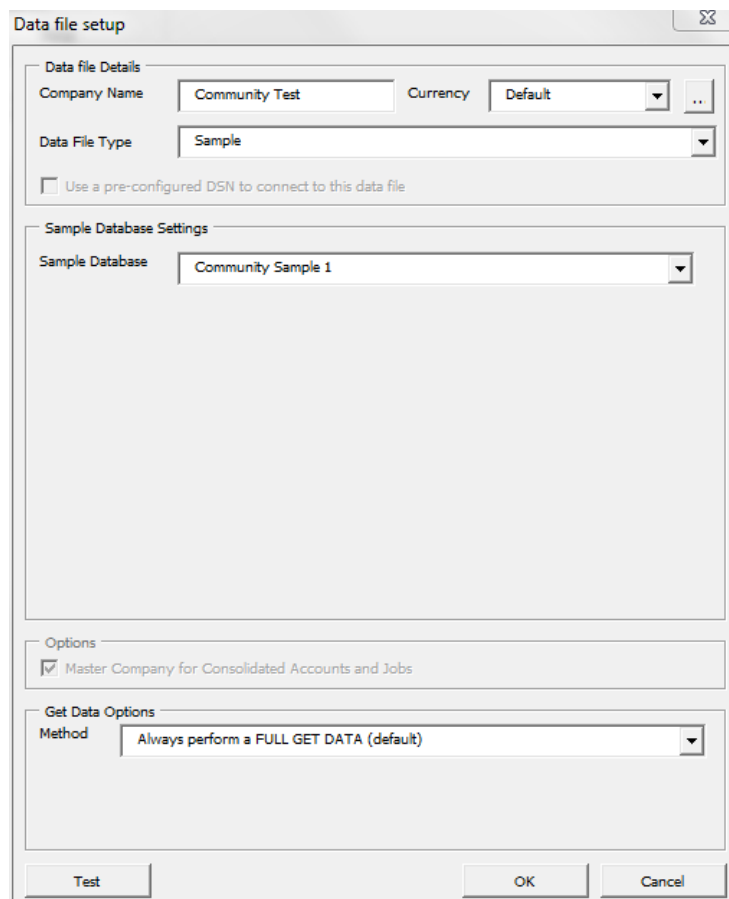 Data file setup
Data file Details
Company Name Community Test Currency Default ...
Data File Type Sample
Use a pre-configured DSN to connect to this data file
Sample Database Settings
Sample Database Community Sample 1
Options
Master Company for Consolidated Accounts and Jobs
Get Data Options
Method Always perform a FULL GET DATA (default)
Test OK Cancel